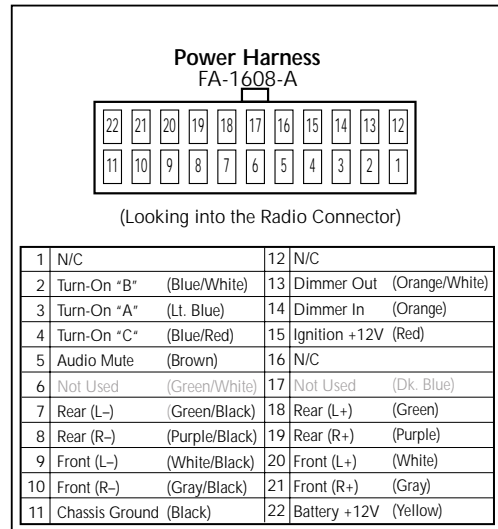 Power Harness
FA-1608-A
22 21 20 19 18 17 16 15 14 13 12
11 10 9 8 7 6 5 4 3 2 1
(Looking into the Radio Connector)
1 N/C 12 N/C
2 Turn-On "B" (Blue/White) 13 Dimmer Out (Orange/White)
3 Turn-On "A" (Lt. Blue) 14 Dimmer In (Orange)
4 Turn-On "C" (Blue/Red) 15 Ignition +12V (Red)
5 Audio Mute (Brown) 16 N/C
6 Not Used (Green/White) 17 Not Used (Dk. Blue)
7 Rear (L–) (Green/Black) 18 Rear (L+) (Green)
8 Rear (R–) (Purple/Black) 19 Rear (R+) (Purple)
9 Front (L–) (White/Black) 20 Front (L+) (White)
10 Front (R–) (Gray/Black) 21 Front (R+) (Gray)
11 Chassis Ground (Black) 22 Battery +12V (Yellow)